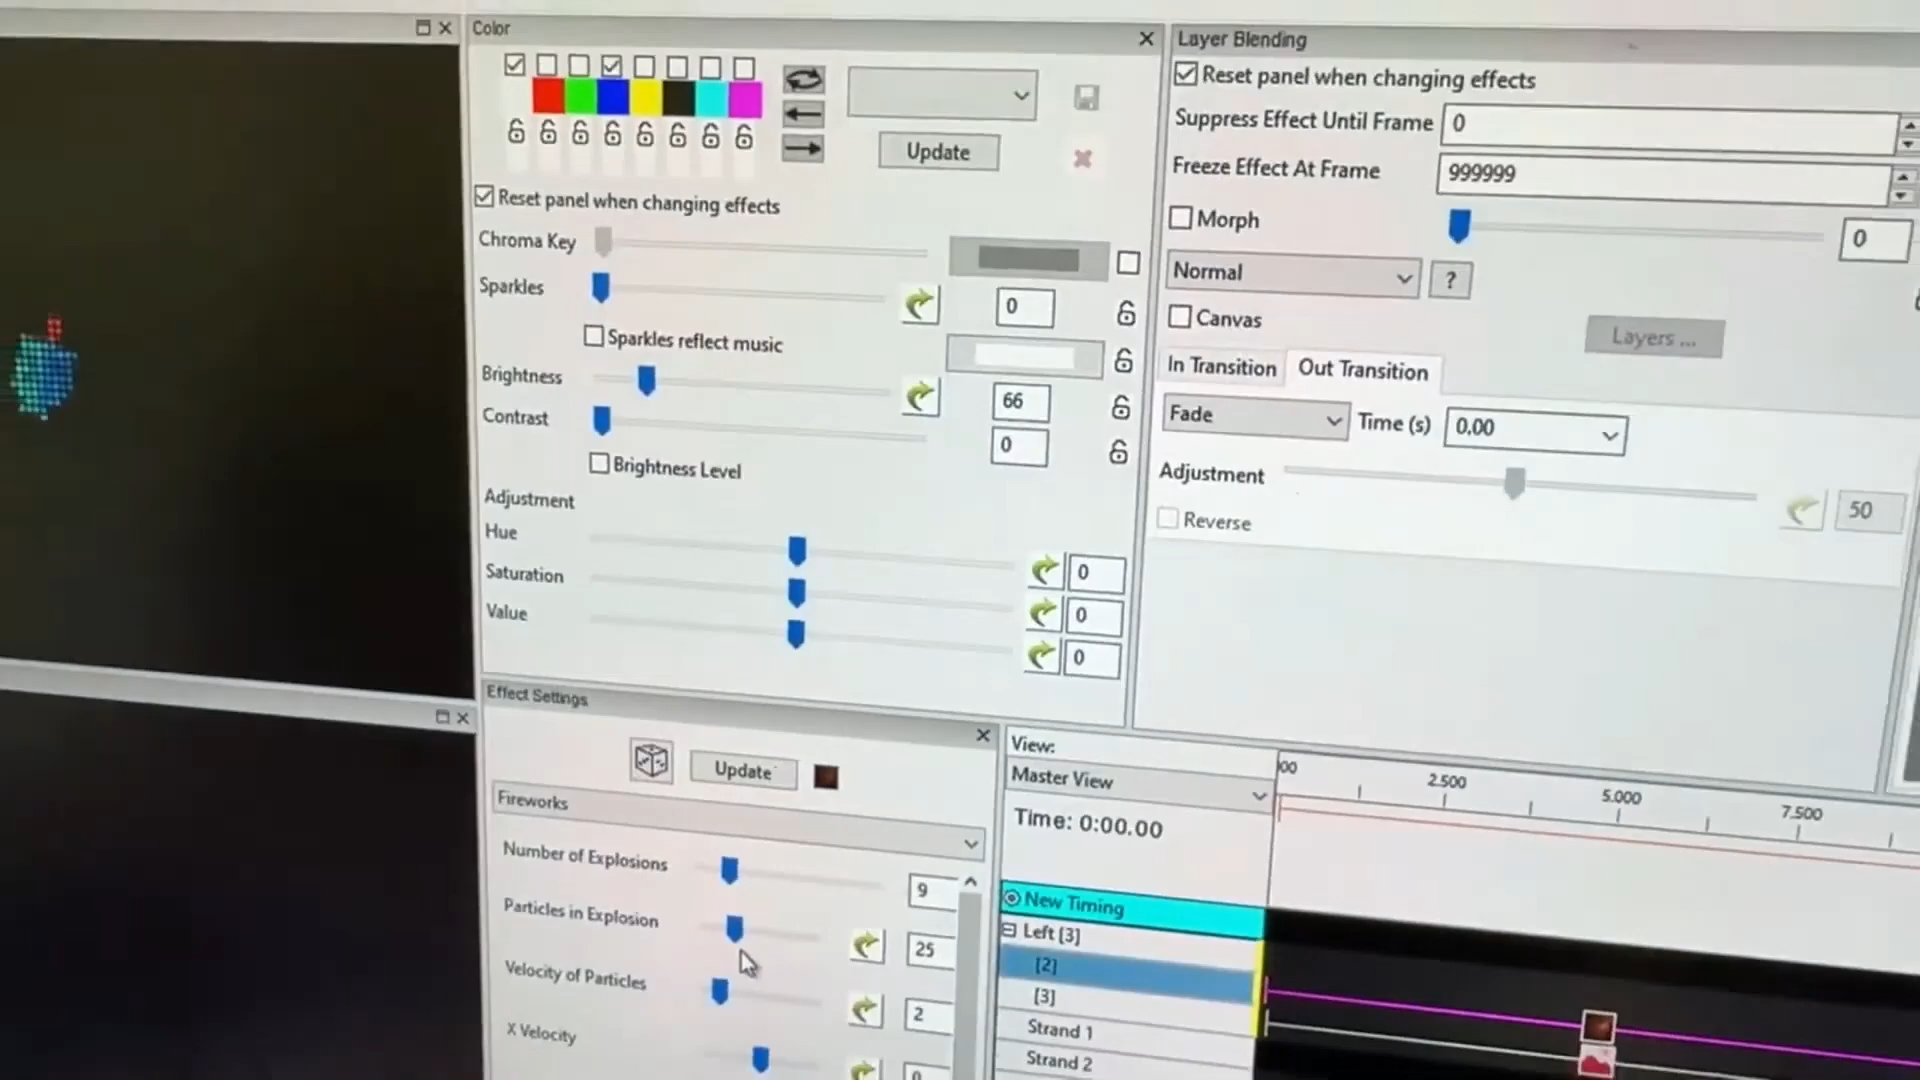 Color
Update
Reset panel when changing effects
Chroma Key
Sparkles
0
Sparkles reflect music
Brightness
66
Contrast
0
Brightness Level
Adjustment
Hue
0
Saturation
0
Value
0
Layer Blending
Reset panel when changing effects
Suppress Effect Until Frame
0
Freeze Effect At Frame
999999
Morph
0
Normal
?
Canvas
Layers ...
In Transition
Out Transition
Fade
Time (s)
0.00
Adjustment
50
Reverse
Effect Settings
Update
Fireworks
Number of Explosions
9
Particles in Explosion
25
Velocity of Particles
2
X Velocity
0
View:
Master View
Time: 0:00.00
00
2.500
5.000
7.500
New Timing
Left [3]
[2]
[3]
Strand 1
Strand 2